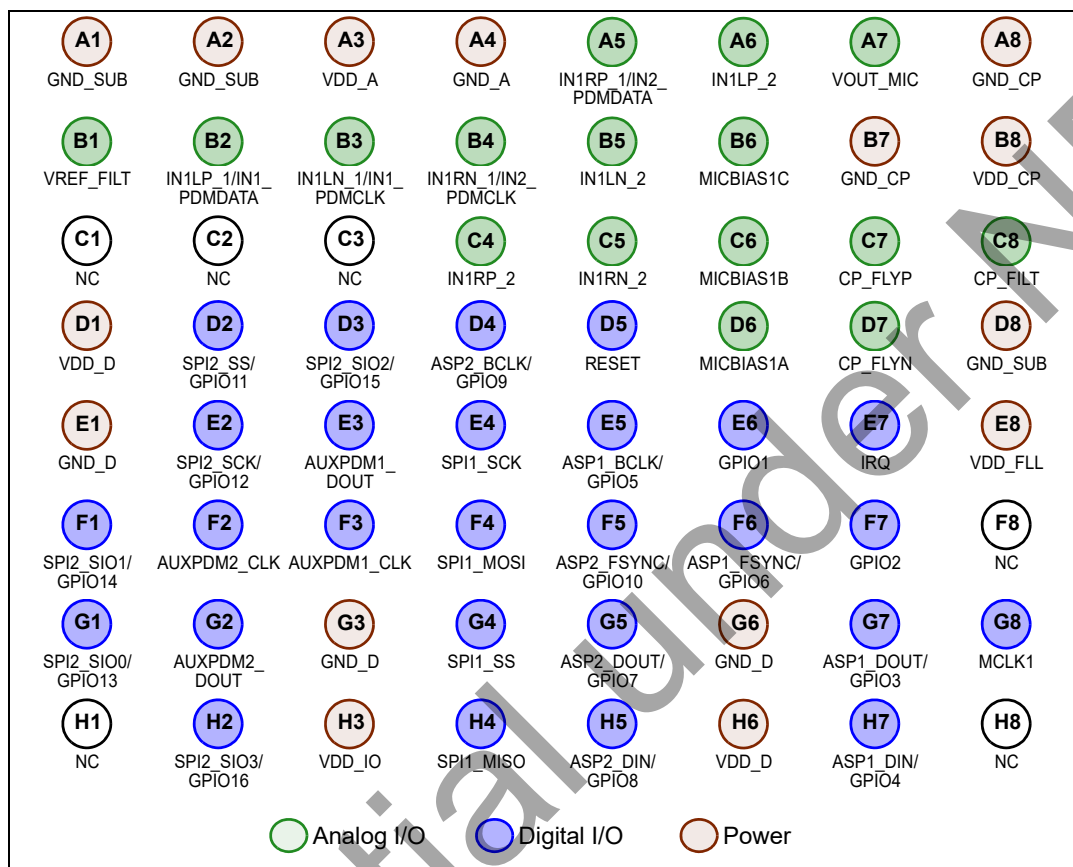 A1 A2 A3 A4 A5 A6 A7 A8
GND_SUB GND_SUB VDD_A GND_A IN1RP_1/IN2_ IN1LP_2 VOUT_MIC GND_CP
PDMDATA
B1 B2 B3 B4 B5 B6 B7 B8
VREF_FILT IN1LP_1/IN1_ IN1LN_1/IN1_ IN1RN_1/IN2_ IN1LN_2 MICBIAS1C GND_CP VDD_CP
PDMDATA PDMCLK PDMCLK
C1 C2 C3 C4 C5 C6 C7 C8
NC NC NC IN1RP_2 IN1RN_2 MICBIAS1B CP_FLYP CP_FILT
D1 D2 D3 D4 D5 D6 D7 D8
VDD_D SPI2_SS/ SPI2_SIO2/ ASP2_BCLK/ RESET MICBIAS1A CP_FLYN GND_SUB
GPIO11 GPIO15 GPIO9
E1 E2 E3 E4 E5 E6 E7 E8
GND_D SPI2_SCK/ AUXPDM1_ SPI1_SCK ASP1_BCLK/ GPIO1 IRQ VDD_FLL
GPIO12 DOUT GPIO5
F1 F2 F3 F4 F5 F6 F7 F8
SPI2_SIO1/ AUXPDM2_CLK AUXPDM1_CLK SPI1_MOSI ASP2_FSYNC/ ASP1_FSYNC/ GPIO2 NC
GPIO14 GPIO10 GPIO6
G1 G2 G3 G4 G5 G6 G7 G8
SPI2_SIO0/ AUXPDM2_ GND_D SPI1_SS ASP2_DOUT/ GND_D ASP1_DOUT/ MCLK1
GPIO13 DOUT GPIO7 GPIO3
H1 H2 H3 H4 H5 H6 H7 H8
NC SPI2_SIO3/ VDD_IO SPI1_MISO ASP2_DIN/ VDD_D ASP1_DIN/ NC
GPIO16 GPIO8 GPIO4
Analog I/O Digital I/O Power
tial under